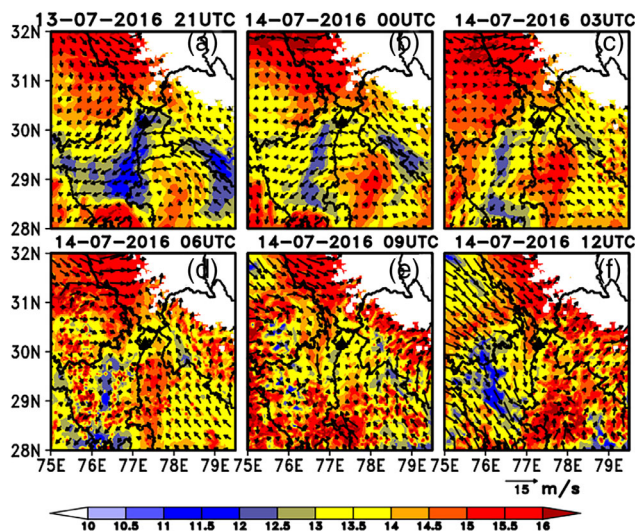 13-07-2016 21UTC 14-07-2016 00UTC 14-07-2016 03UTC
32N (a) (b) (c)
31N
30N
29N
28N
14-07-2016 06UTC 14-07-2016 09UTC 14-07-2016 12UTC
32N (d) (e) (f)
31N
30N
29N
28N
75E 76E 77E 78E 79E 75E 76E 77E 78E 79E 75E 76E 77E 78E 79E
15 m/s
10 10.5 11 11.5 12 12.5 13 13.5 14 14.5 15 15.5 16